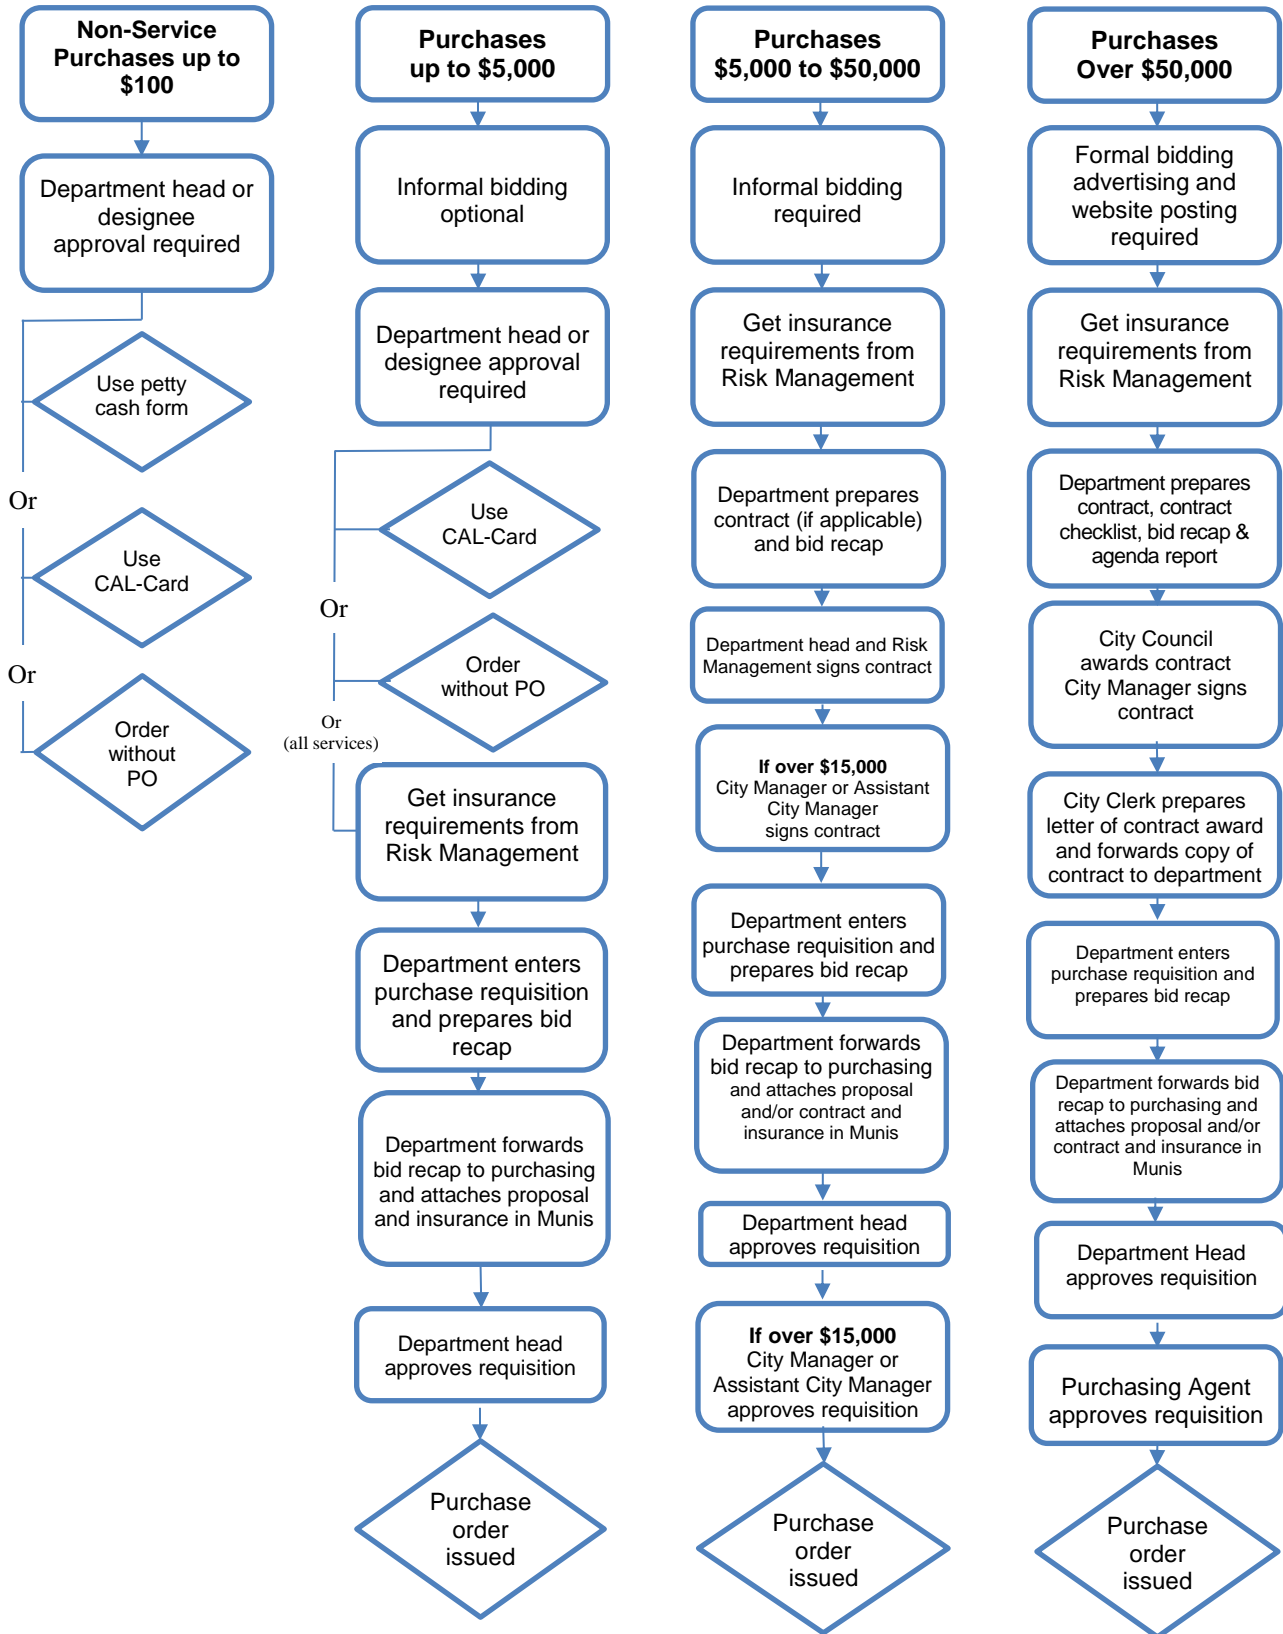 Non-Service
Purchases up to
$100
Department head or
designee
approval required
Use petty
cash form
Or
Use
CAL-Card
Or
Order
without
PO
Purchases
up to $5,000
Informal bidding
optional
Department head or
designee approval
required
Use
CAL-Card
Or
Order
without PO
Or
(all services)
Get insurance
requirements from
Risk Management
Department enters
purchase requisition
and prepares bid
recap
Department forwards
bid recap to purchasing
and attaches proposal
and insurance in Munis
Department head
approves requisition
Purchase
order
issued
Purchases
$5,000 to $50,000
Informal bidding
required
Get insurance
requirements from
Risk Management
Department prepares
contract (if applicable)
and bid recap
Department head and Risk
Management signs contract
If over $15,000
City Manager or Assistant
City Manager
signs contract
Department enters
purchase requisition and
prepares bid recap
Department forwards
bid recap to purchasing
and attaches proposal
and/or contract and
insurance in Munis
Department head
approves requisition
If over $15,000
City Manager or
Assistant City Manager
approves requisition
Purchase
order
issued
Purchases
Over $50,000
Formal bidding
advertising and
website posting
required
Get insurance
requirements from
Risk Management
Department prepares
contract, contract
checklist, bid recap &
agenda report
City Council
awards contract
City Manager signs
contract
City Clerk prepares
letter of contract award
and forwards copy of
contract to department
Department enters
purchase requisition and
prepares bid recap
Department forwards bid
recap to purchasing and
attaches proposal and/or
contract and insurance in
Munis
Department Head
approves requisition
Purchasing Agent
approves requisition
Purchase
order
issued